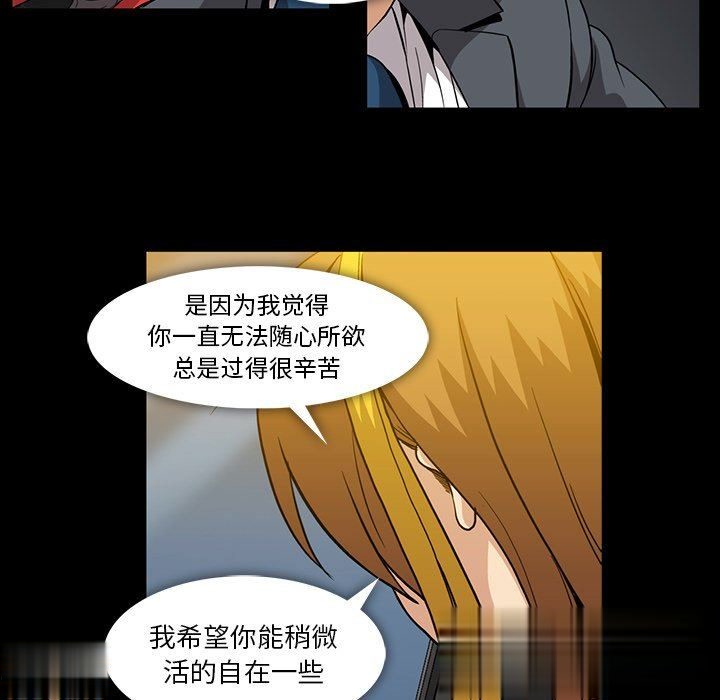 是因为我觉得
你一直无法随心所欲
总是过得很辛苦
我希望你能稍微
活的自在一些